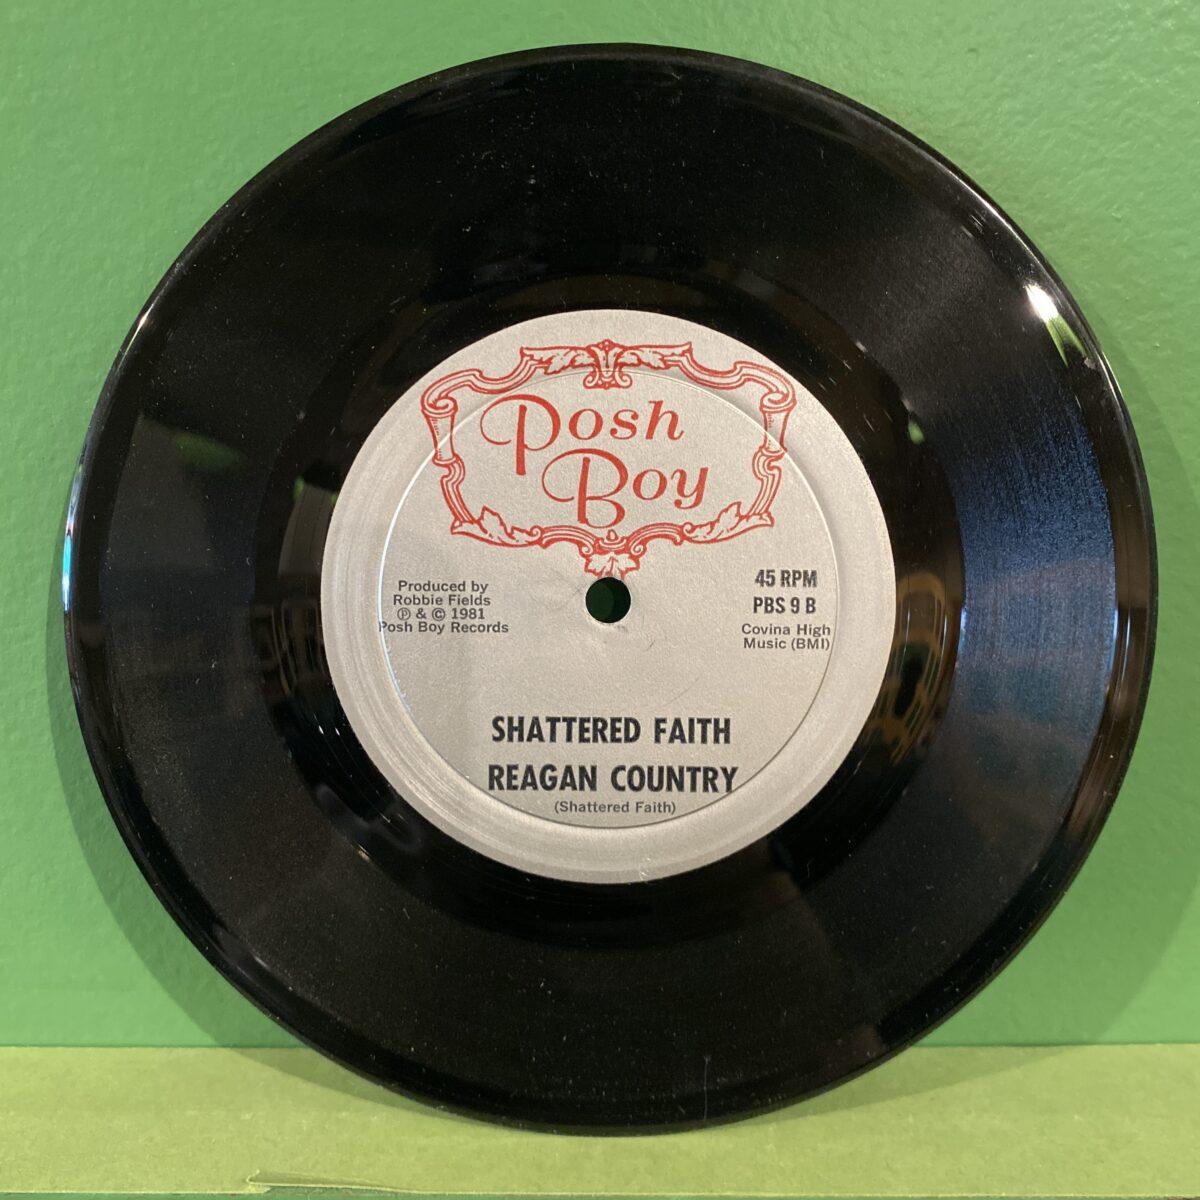 Posh
Boy
Produced by
Robbie Fields
℗ & © 1981
Posh Boy Records
45 RPM
PBS 9 B
Covina High
Music (BMI)
SHATTERED FAITH
REAGAN COUNTRY
(Shattered Faith)